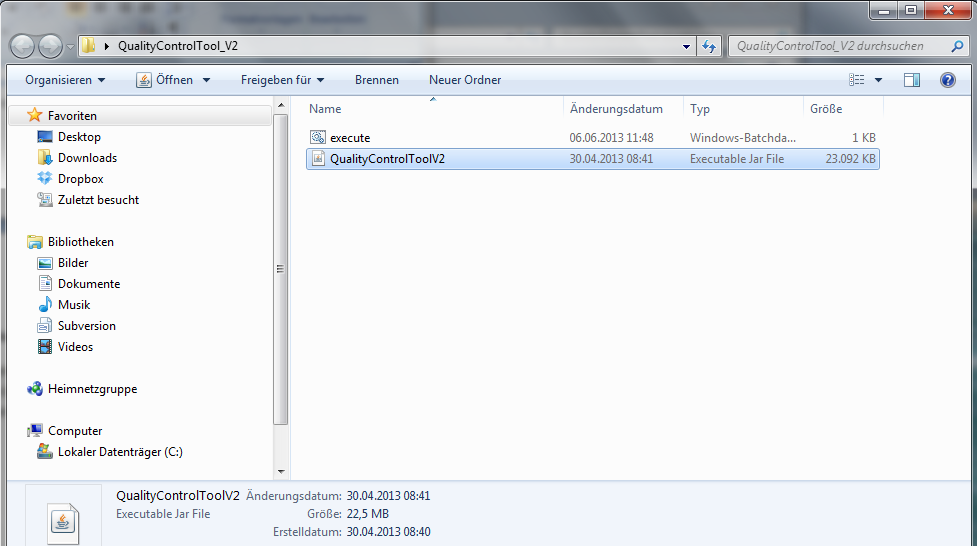 QualityControlTool_V2
QualityControlTool_V2 durchsuchen
Organisieren Öffnen Freigeben für Brennen Neuer Ordner
Name Änderungsdatum Typ Größe
execute 06.06.2013 11:48 Windows-Batchda... 1 KB
QualityControlToolV2 30.04.2013 08:41 Executable Jar File 23.092 KB
Favoriten
Desktop
Downloads
Dropbox
Zuletzt besucht
Bibliotheken
Bilder
Dokumente
Musik
Subversion
Videos
Heimnetzgruppe
Computer
Lokaler Datenträger (C:)
QualityControlToolV2 Änderungsdatum: 30.04.2013 08:41
Executable Jar File Größe: 22,5 MB
Erstelldatum: 30.04.2013 08:40